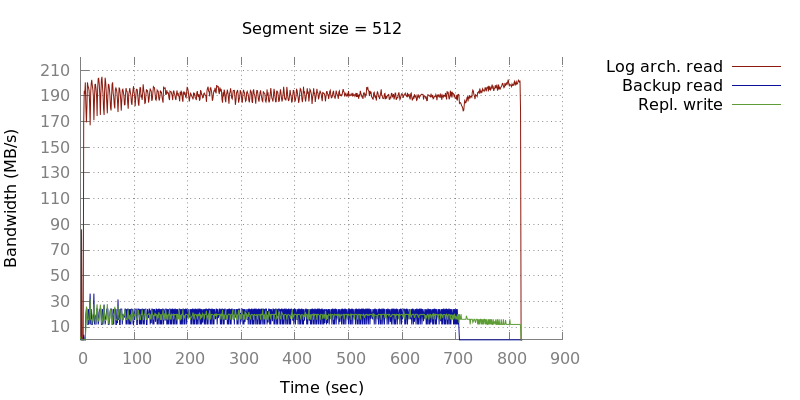 Segment size = 512
Log arch. read
Backup read
Repl. write
Bandwidth (MB/s)
210
190
170
150
130
110
90
70
50
30
10
0 100 200 300 400 500 600 700 800 900
Time (sec)